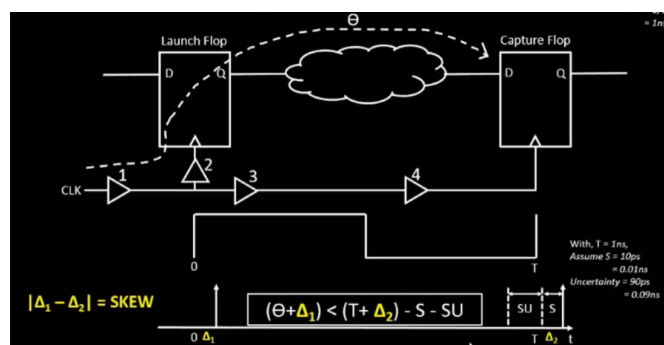 = 1ns
Θ
Launch Flop
Capture Flop
D Q
D Q
1
2
3
4
CLK
0
T
With, T = 1ns,
Assume S = 10ps
= 0.01ns
Uncertainty = 90ps
= 0.09ns
|Δ₁ – Δ₂| = SKEW
(Θ+Δ₁) < (T+ Δ₂) - S - SU
SU
S
0 Δ₁
T Δ₂ t